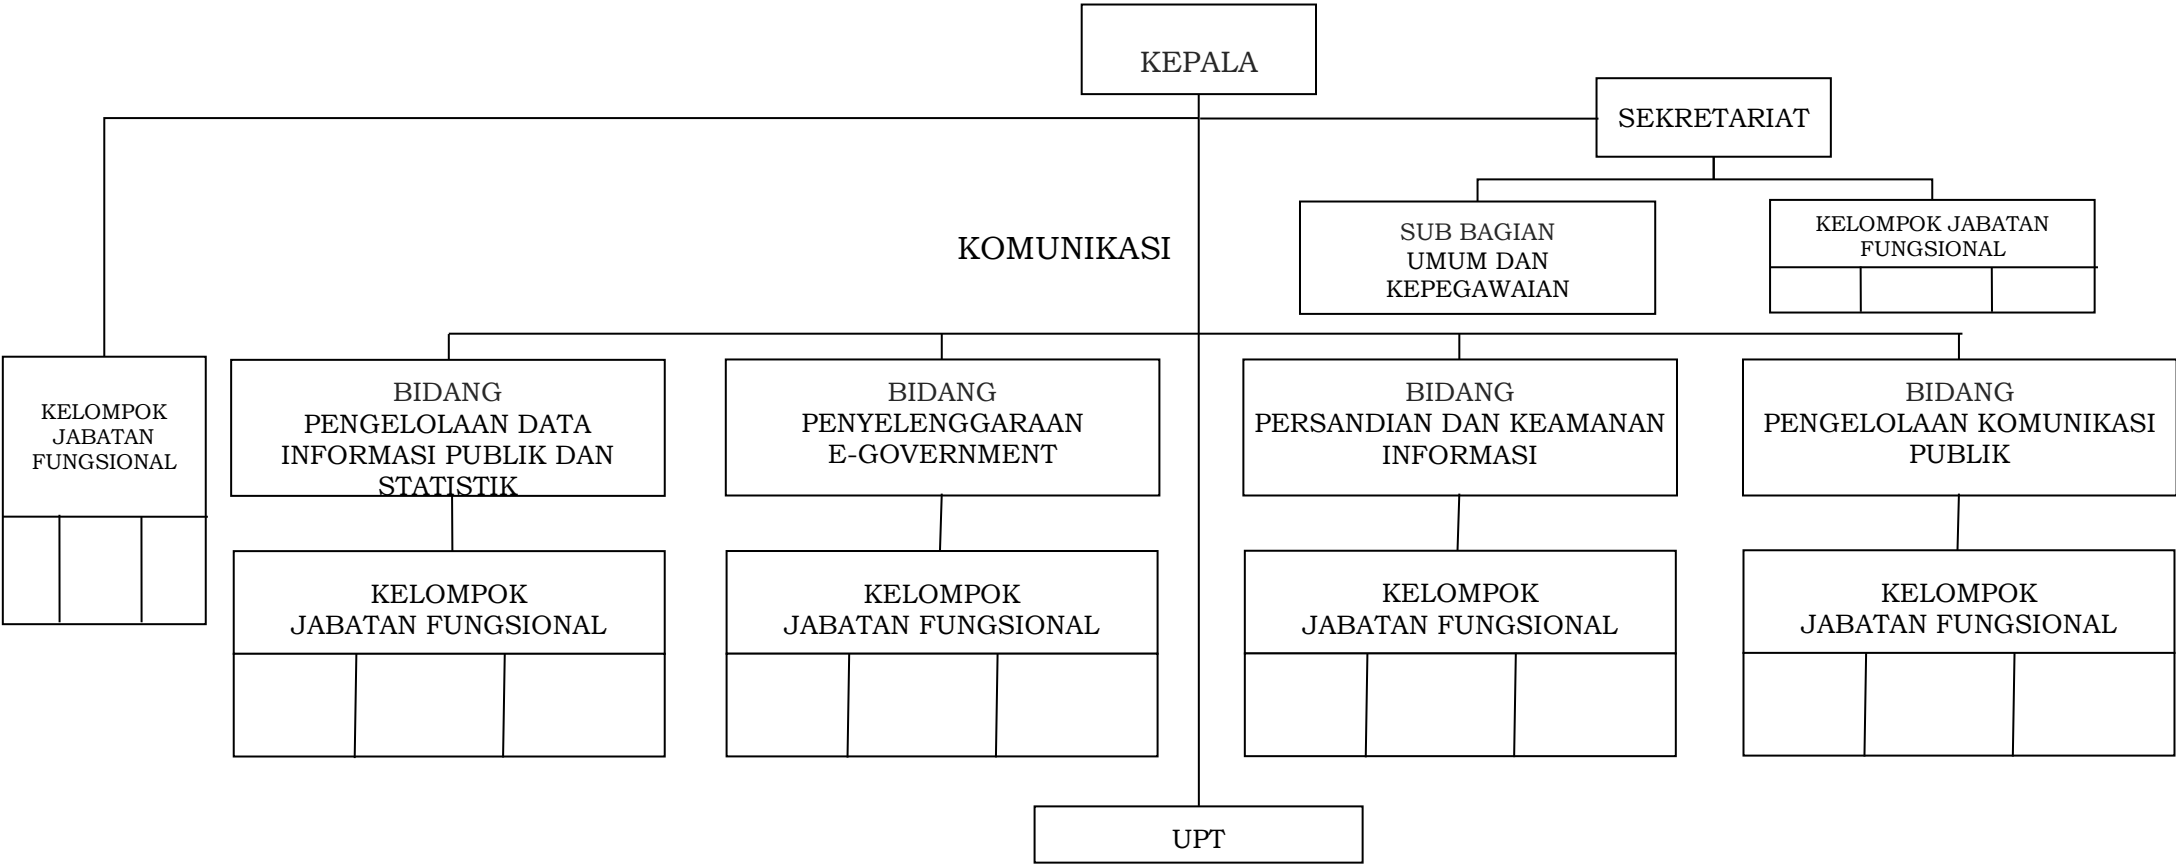 KEPALA
SEKRETARIAT
KOMUNIKASI
SUB BAGIAN
UMUM DAN
KEPEGAWAIAN
KELOMPOK JABATAN
FUNGSIONAL
KELOMPOK
JABATAN
FUNGSIONAL
BIDANG
PENGELOLAAN DATA
INFORMASI PUBLIK DAN
STATISTIK
BIDANG
PENYELENGGARAAN
E-GOVERNMENT
BIDANG
PERSANDIAN DAN KEAMANAN
INFORMASI
BIDANG
PENGELOLAAN KOMUNIKASI
PUBLIK
KELOMPOK
JABATAN FUNGSIONAL
KELOMPOK
JABATAN FUNGSIONAL
KELOMPOK
JABATAN FUNGSIONAL
KELOMPOK
JABATAN FUNGSIONAL
UPT